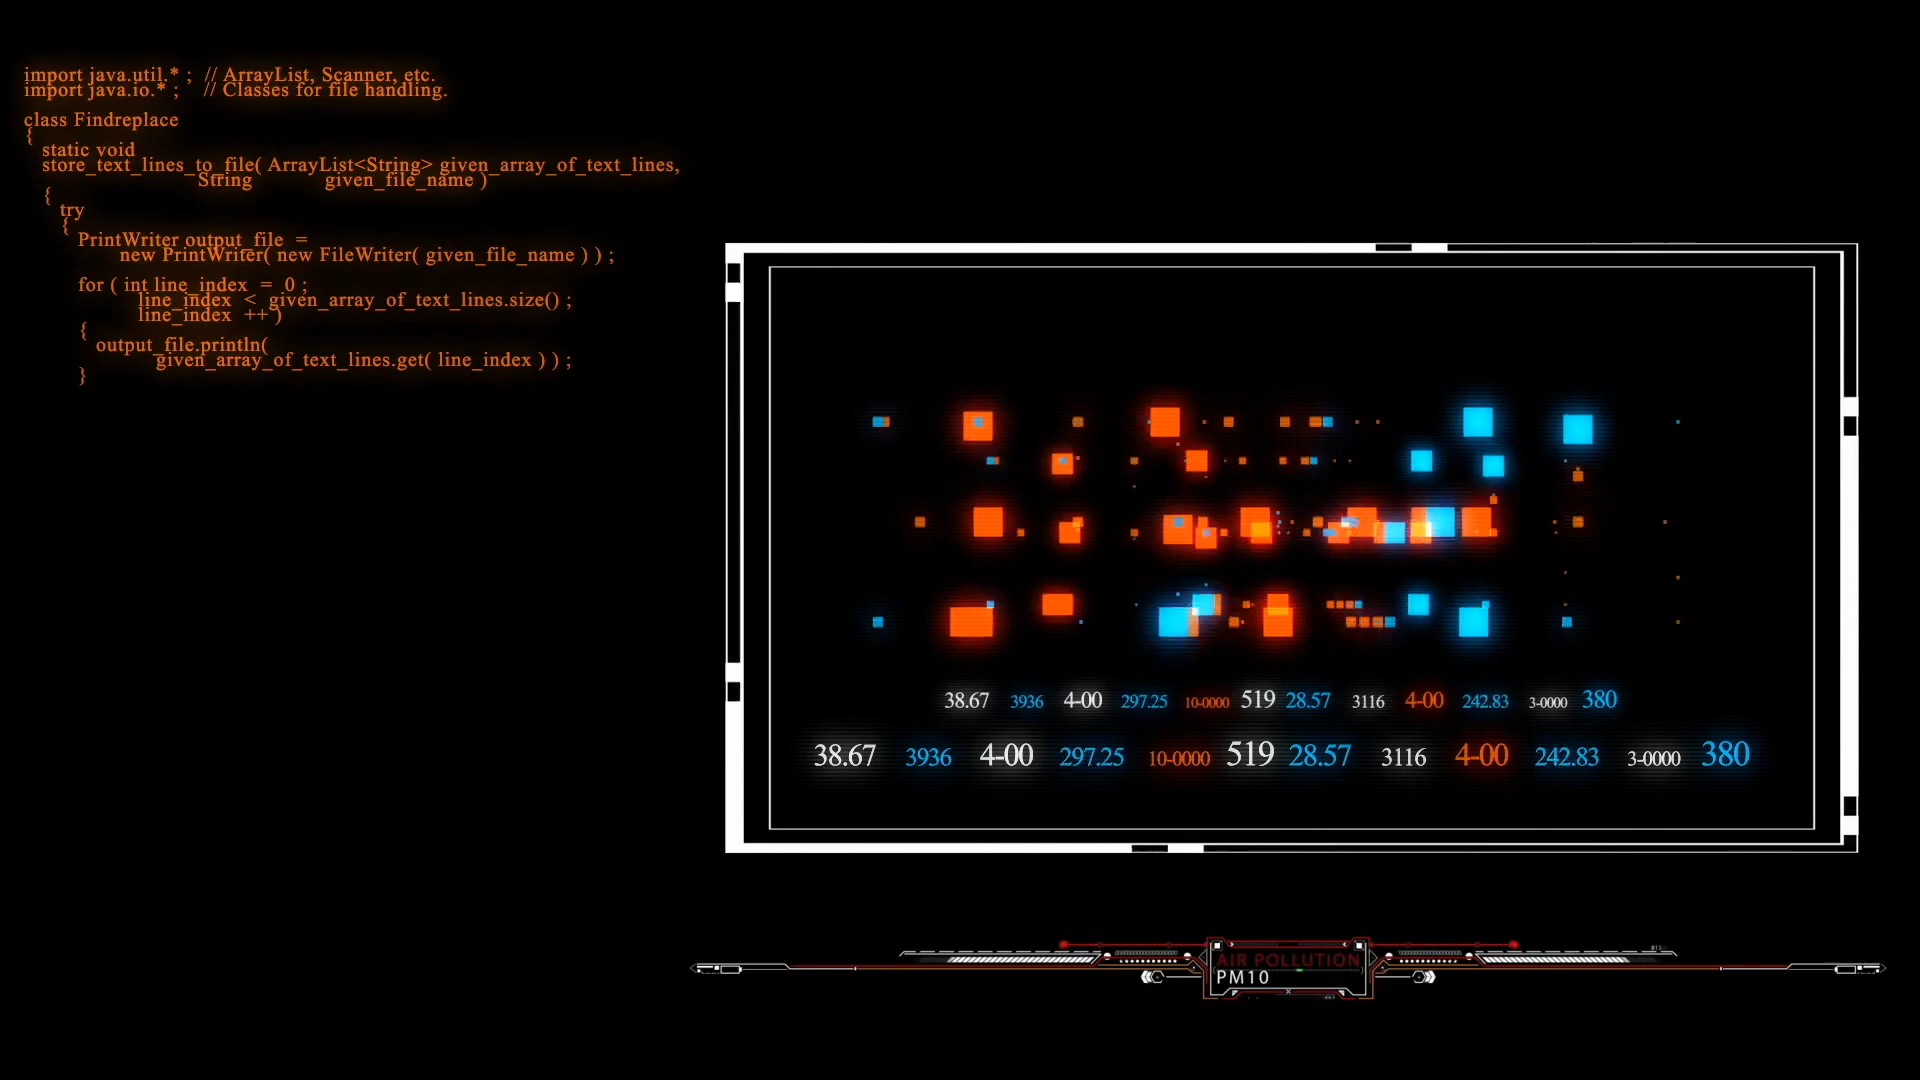 import java.util.* ;  // ArrayList, Scanner, etc.
import java.io.* ;    // Classes for file handling.
class Findreplace
{
static void
store_text_lines_to_file( ArrayList<String> given_array_of_text_lines,
String given_file_name )
{
try
{
PrintWriter output_file =
new PrintWriter( new FileWriter( given_file_name ) ) ;
for ( int line_index = 0 ;
line_index < given_array_of_text_lines.size() ;
line_index ++ )
{
output_file.println(
given_array_of_text_lines.get( line_index ) ) ;
}
38.67 3936 4-00 297.25 10-0000 519 28.57 3116 4-00 242.83 3-0000 380
38.67 3936 4-00 297.25 10-0000 519 28.57 3116 4-00 242.83 3-0000 380
AIR POLLUTION
PM10